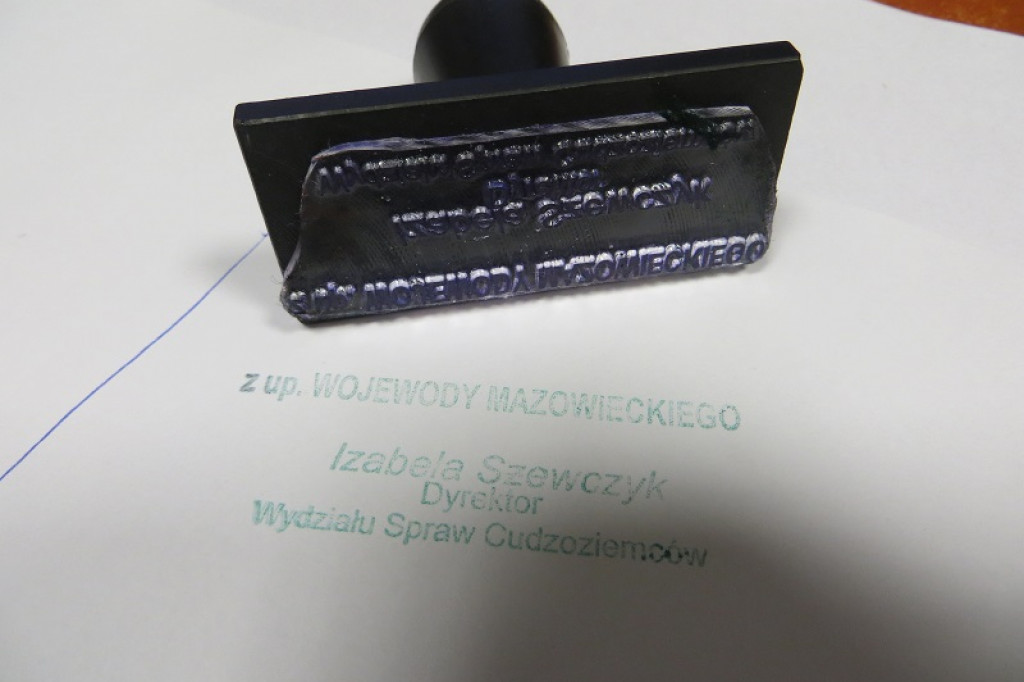 z up. WOJEWODY MAZOWIECKIEGO
Izabela Szewczyk
Dyrektor
Wydziału Spraw Cudzoziemców